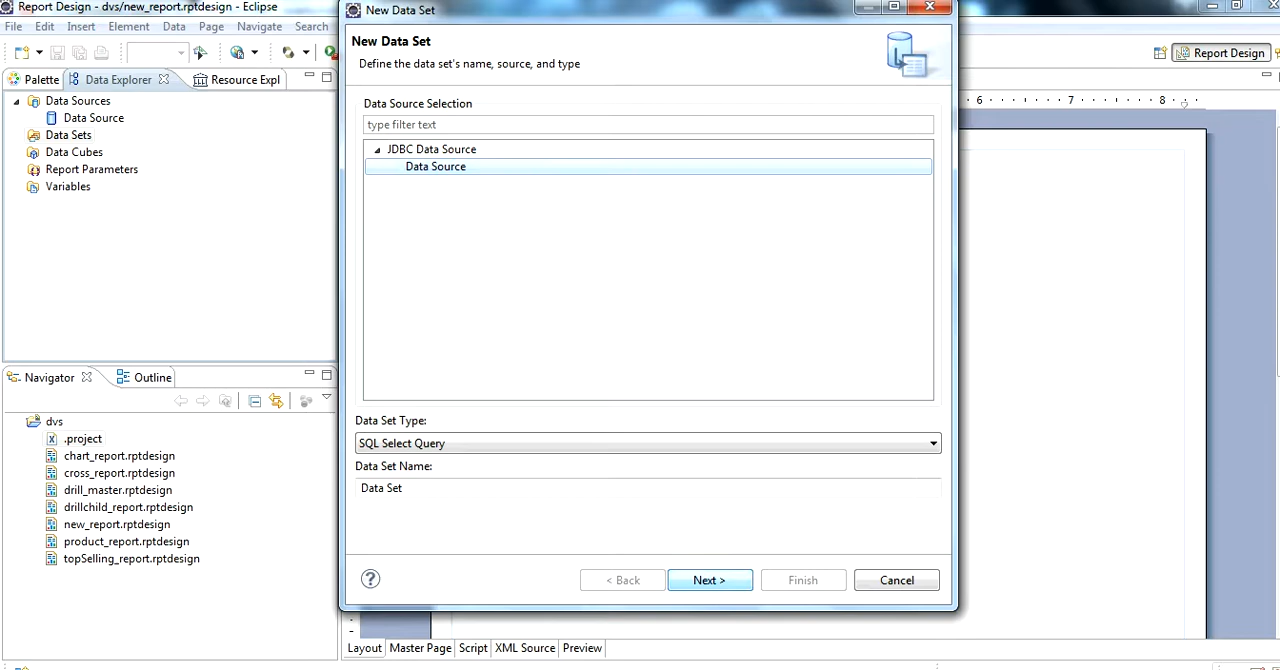 Report Design - dvs/new_report.rptdesign - Eclipse
File Edit Insert Element Data Page Navigate Search
Palette Data Explorer Resource Expl
Data Sources
Data Source
Data Sets
Data Cubes
Report Parameters
Variables
Navigator Outline
dvs
.project
chart_report.rptdesign
cross_report.rptdesign
drill_master.rptdesign
drillchild_report.rptdesign
new_report.rptdesign
product_report.rptdesign
topSelling_report.rptdesign
New Data Set
New Data Set
Define the data set's name, source, and type
Data Source Selection
type filter text
JDBC Data Source
Data Source
Data Set Type:
SQL Select Query
Data Set Name:
Data Set
< Back Next > Finish Cancel
Report Design
6 7 8
Layout Master Page Script XML Source Preview